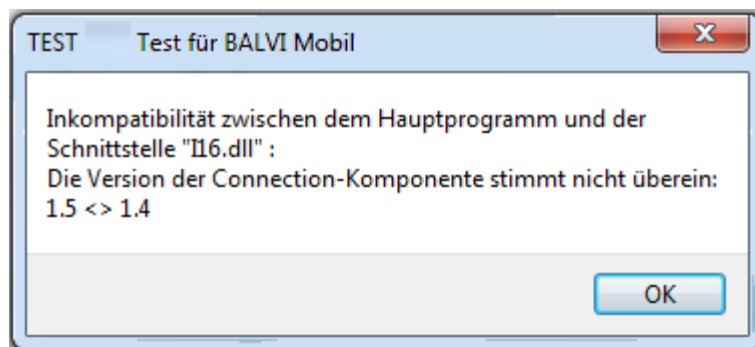 TEST Test für BALVI Mobil
Inkompatibilität zwischen dem Hauptprogramm und der
Schnittstelle "I16.dll" :
Die Version der Connection-Komponente stimmt nicht überein:
1.5 <> 1.4
OK